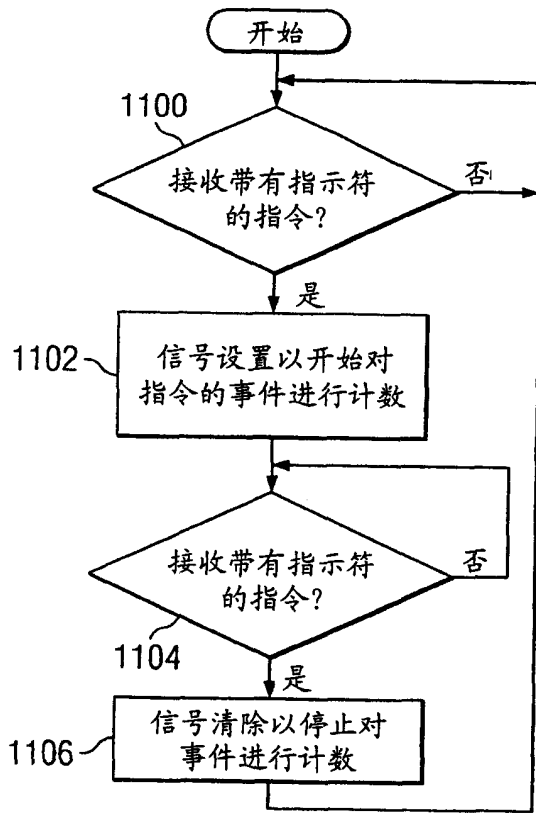 开始
1100
接收带有指示符
的指令?
否
是
1102
信号设置以开始对
指令的事件进行计数
接收带有指示符
的指令?
否
1104
是
1106
信号清除以停止对
事件进行计数